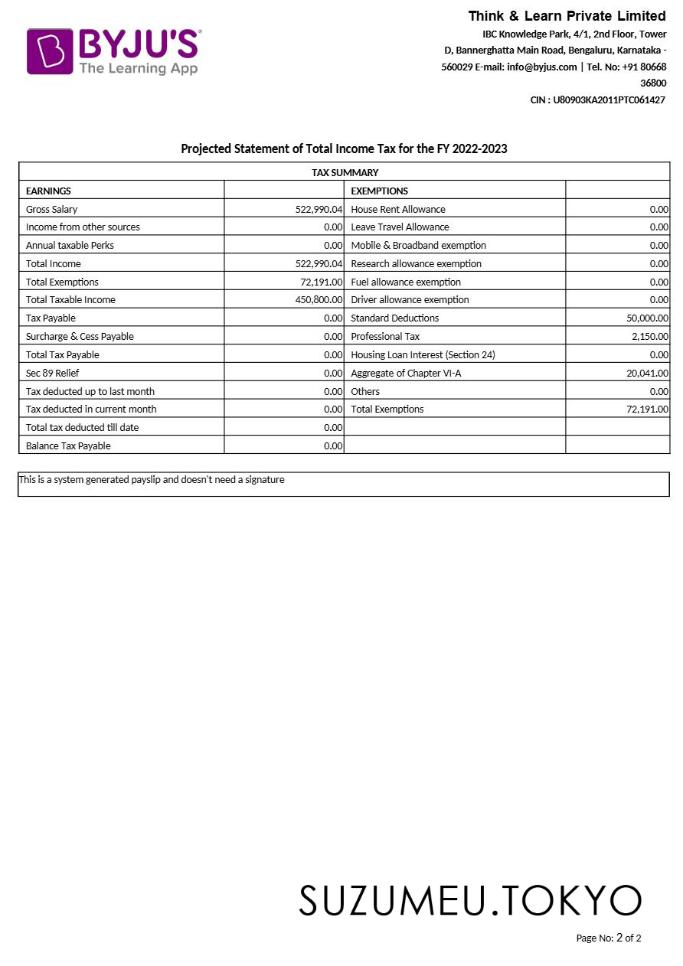 BYJU'S
The Learning App
Think & Learn Private Limited
IBC Knowledge Park, 4/1, 2nd Floor, Tower
D, Bannerghatta Main Road, Bengaluru, Karnataka -
560029 E-mail: info@byjus.com | Tel. No: +91 80668
36800
CIN : U80903KA2011PTC061427
Projected Statement of Total Income Tax for the FY 2022-2023
TAX SUMMARY
EARNINGS EXEMPTIONS
Gross Salary 522,990.04 House Rent Allowance 0.00
Income from other sources 0.00 Leave Travel Allowance 0.00
Annual taxable Perks 0.00 Mobile & Broadband exemption 0.00
Total Income 522,990.04 Research allowance exemption 0.00
Total Exemptions 72,191.00 Fuel allowance exemption 0.00
Total Taxable Income 450,800.00 Driver allowance exemption 0.00
Tax Payable 0.00 Standard Deductions 50,000.00
Surcharge & Cess Payable 0.00 Professional Tax 2,150.00
Total Tax Payable 0.00 Housing Loan Interest (Section 24) 0.00
Sec 89 Relief 0.00 Aggregate of Chapter VI-A 20,041.00
Tax deducted up to last month 0.00 Others 0.00
Tax deducted in current month 0.00 Total Exemptions 72,191.00
Total tax deducted till date 0.00
Balance Tax Payable 0.00
This is a system generated payslip and doesn't need a signature
SUZUMEU.TOKYO
Page No: 2 of 2